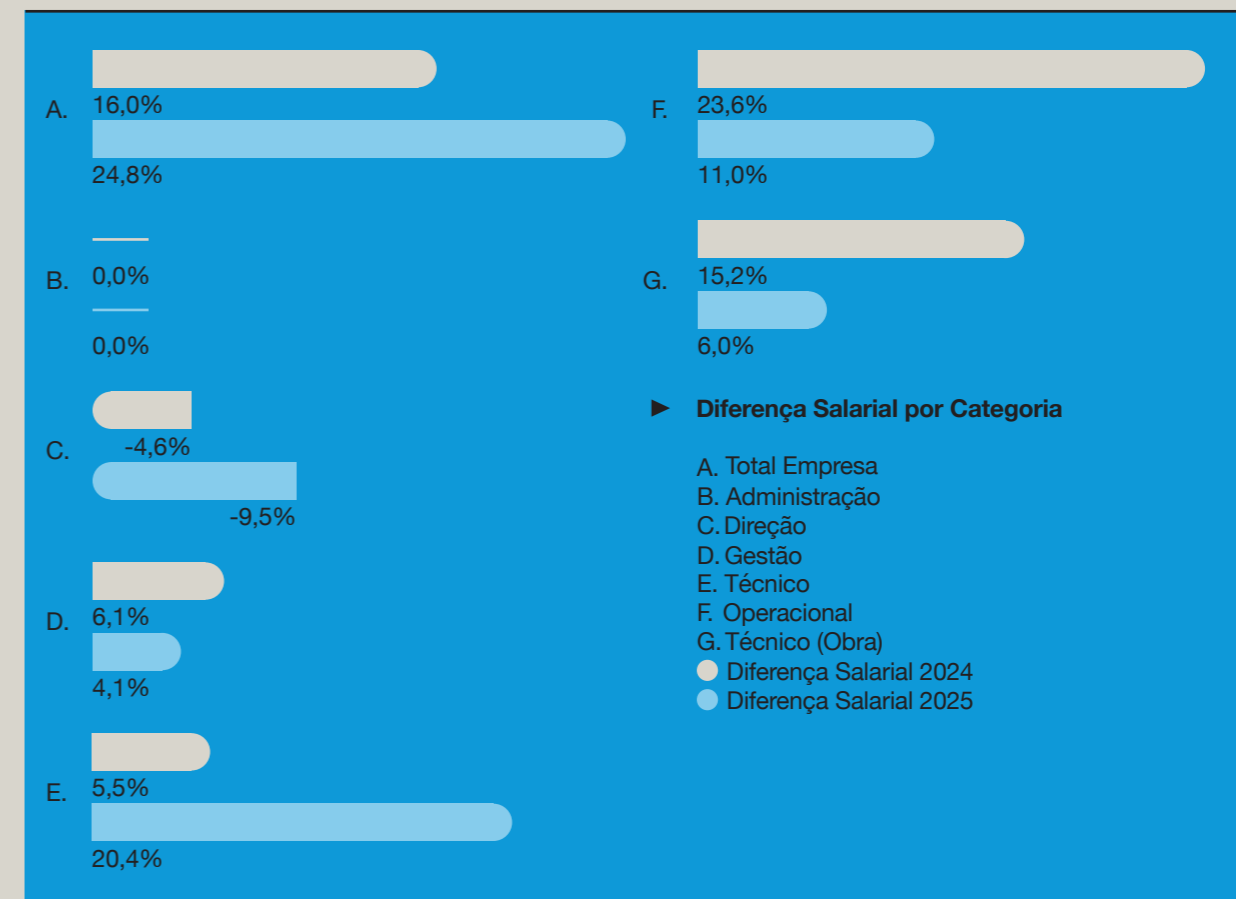 A. 16,0%
24,8%
B. 0,0%
0,0%
C. -4,6%
-9,5%
D. 6,1%
4,1%
E. 5,5%
20,4%
F. 23,6%
11,0%
G. 15,2%
6,0%
Diferença Salarial por Categoria
A. Total Empresa
B. Administração
C. Direção
D. Gestão
E. Técnico
F. Operacional
G. Técnico (Obra)
Diferença Salarial 2024
Diferença Salarial 2025